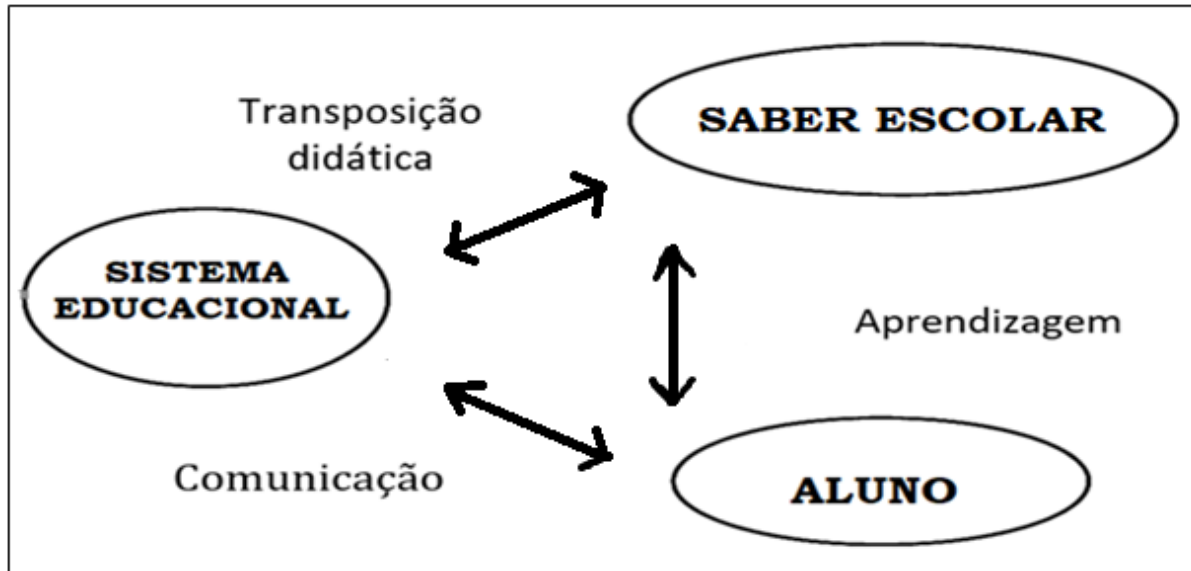 Transposição
didática
SABER ESCOLAR
SISTEMA
EDUCACIONAL
Aprendizagem
Comunicação
ALUNO